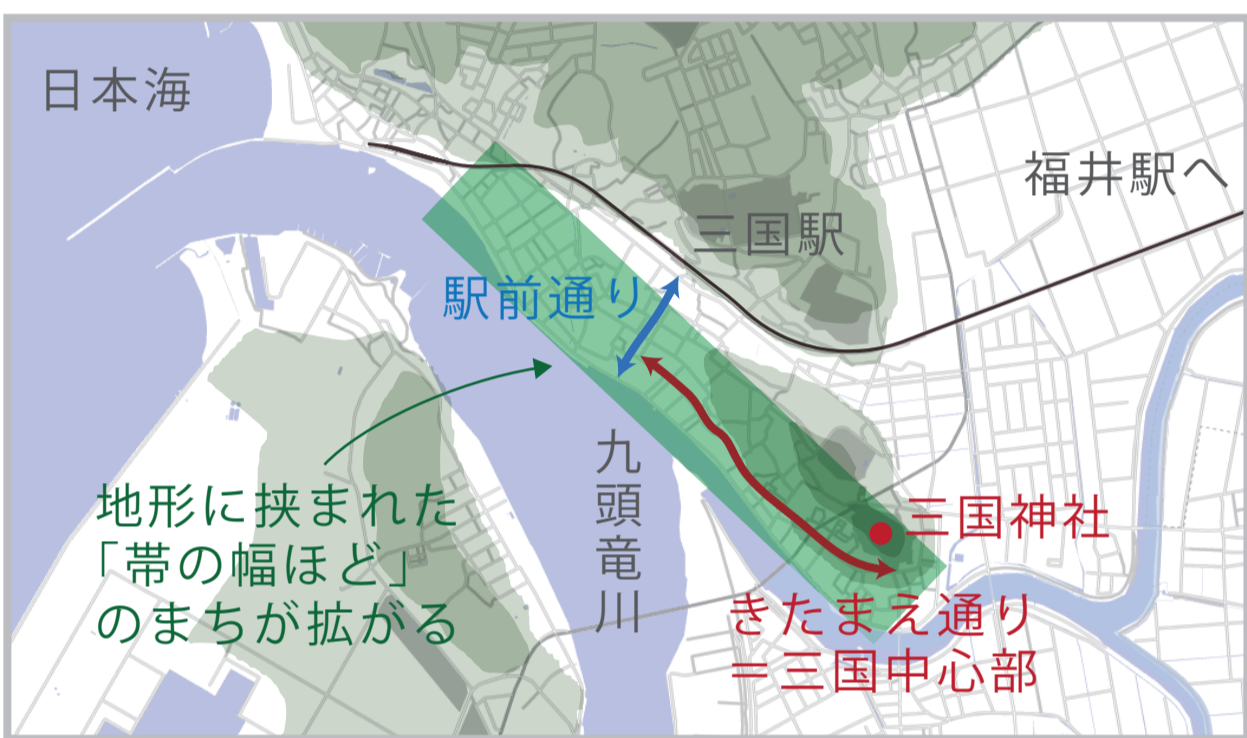 日本海
福井駅へ
三国駅
駅前通り
九頭竜川
地形に挟まれた
「帯の幅ほど」
のまちが拡がる
三国神社
きたまえ通り
＝三国中心部